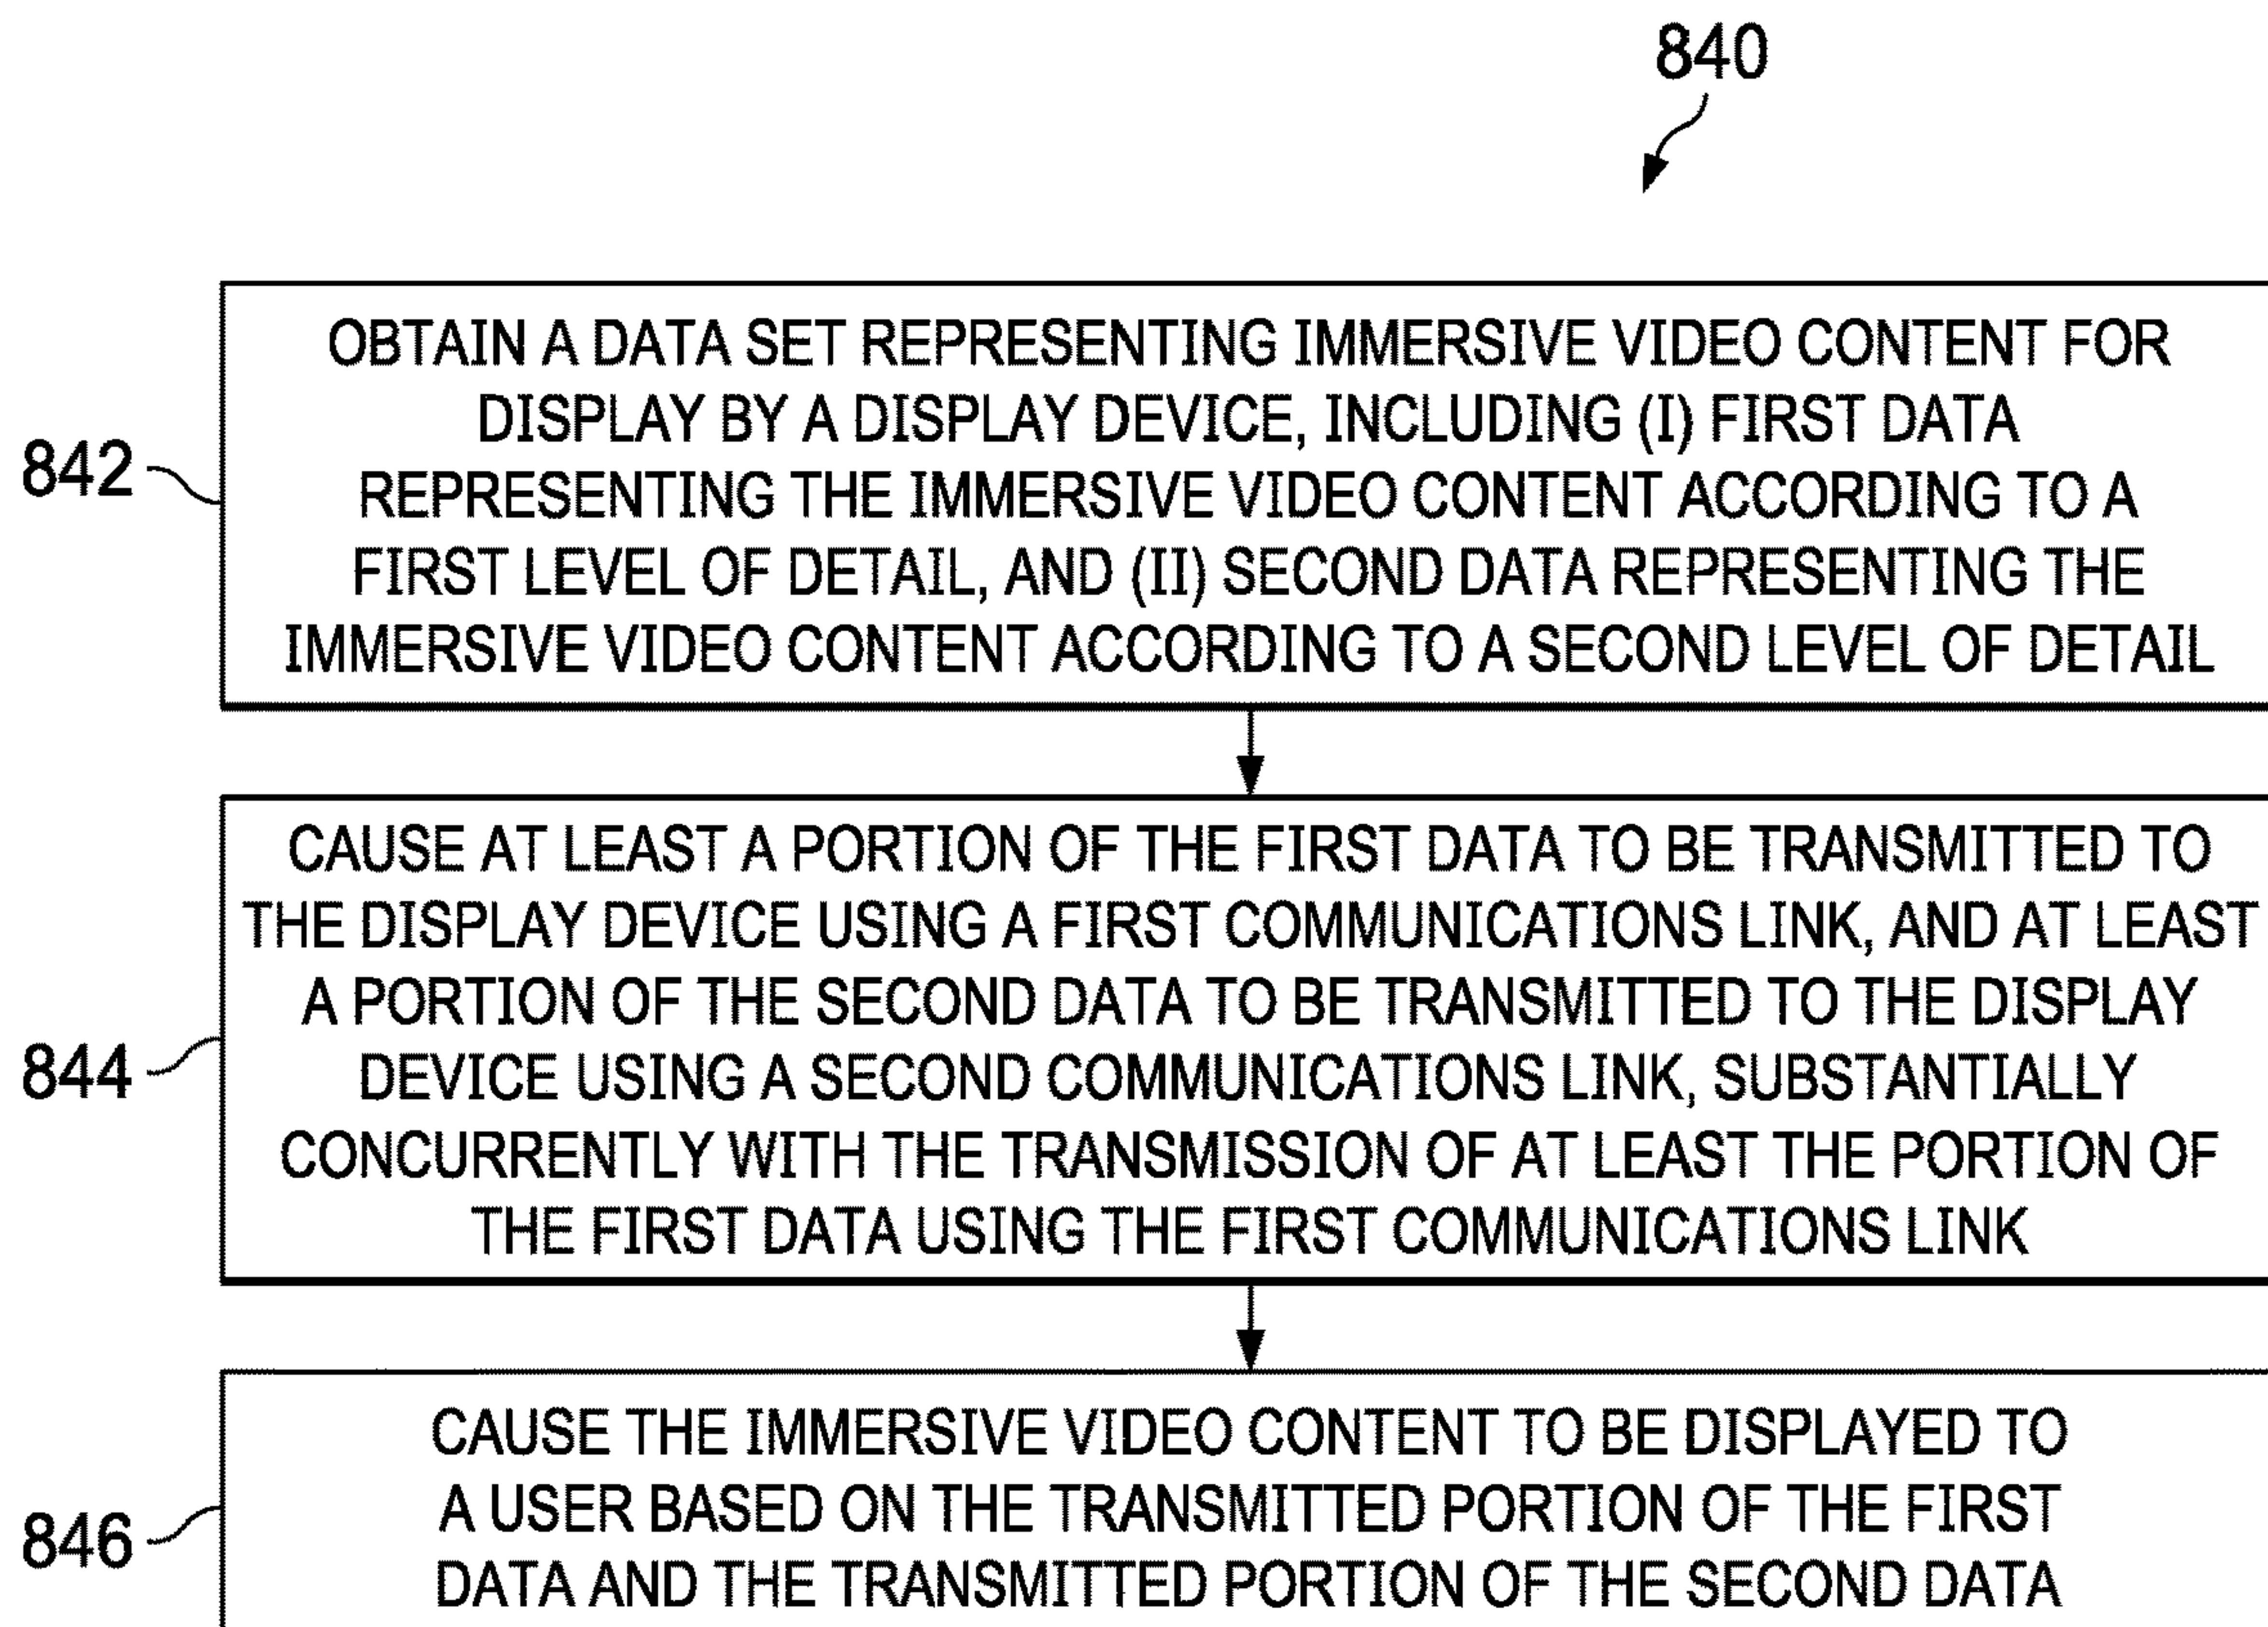 840
842
OBTAIN A DATA SET REPRESENTING IMMERSIVE VIDEO CONTENT FOR
DISPLAY BY A DISPLAY DEVICE, INCLUDING (I) FIRST DATA
REPRESENTING THE IMMERSIVE VIDEO CONTENT ACCORDING TO A
FIRST LEVEL OF DETAIL, AND (II) SECOND DATA REPRESENTING THE
IMMERSIVE VIDEO CONTENT ACCORDING TO A SECOND LEVEL OF DETAIL
844
CAUSE AT LEAST A PORTION OF THE FIRST DATA TO BE TRANSMITTED TO
THE DISPLAY DEVICE USING A FIRST COMMUNICATIONS LINK, AND AT LEAST
A PORTION OF THE SECOND DATA TO BE TRANSMITTED TO THE DISPLAY
DEVICE USING A SECOND COMMUNICATIONS LINK, SUBSTANTIALLY
CONCURRENTLY WITH THE TRANSMISSION OF AT LEAST THE PORTION OF
THE FIRST DATA USING THE FIRST COMMUNICATIONS LINK
846
CAUSE THE IMMERSIVE VIDEO CONTENT TO BE DISPLAYED TO
A USER BASED ON THE TRANSMITTED PORTION OF THE FIRST
DATA AND THE TRANSMITTED PORTION OF THE SECOND DATA